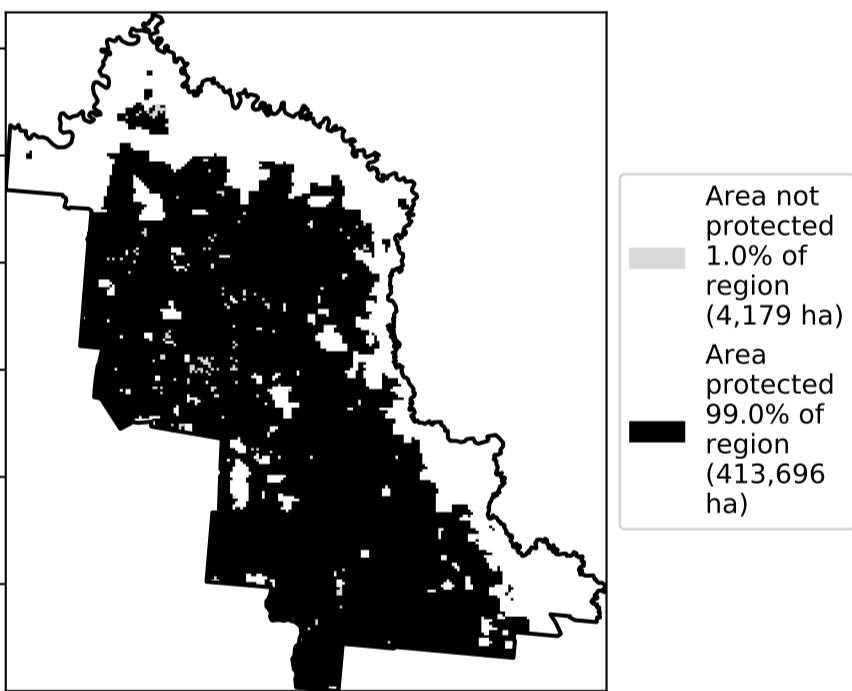 Area not
protected
1.0% of
region
(4,179 ha)
Area
protected
99.0% of
region
(413,696
ha)